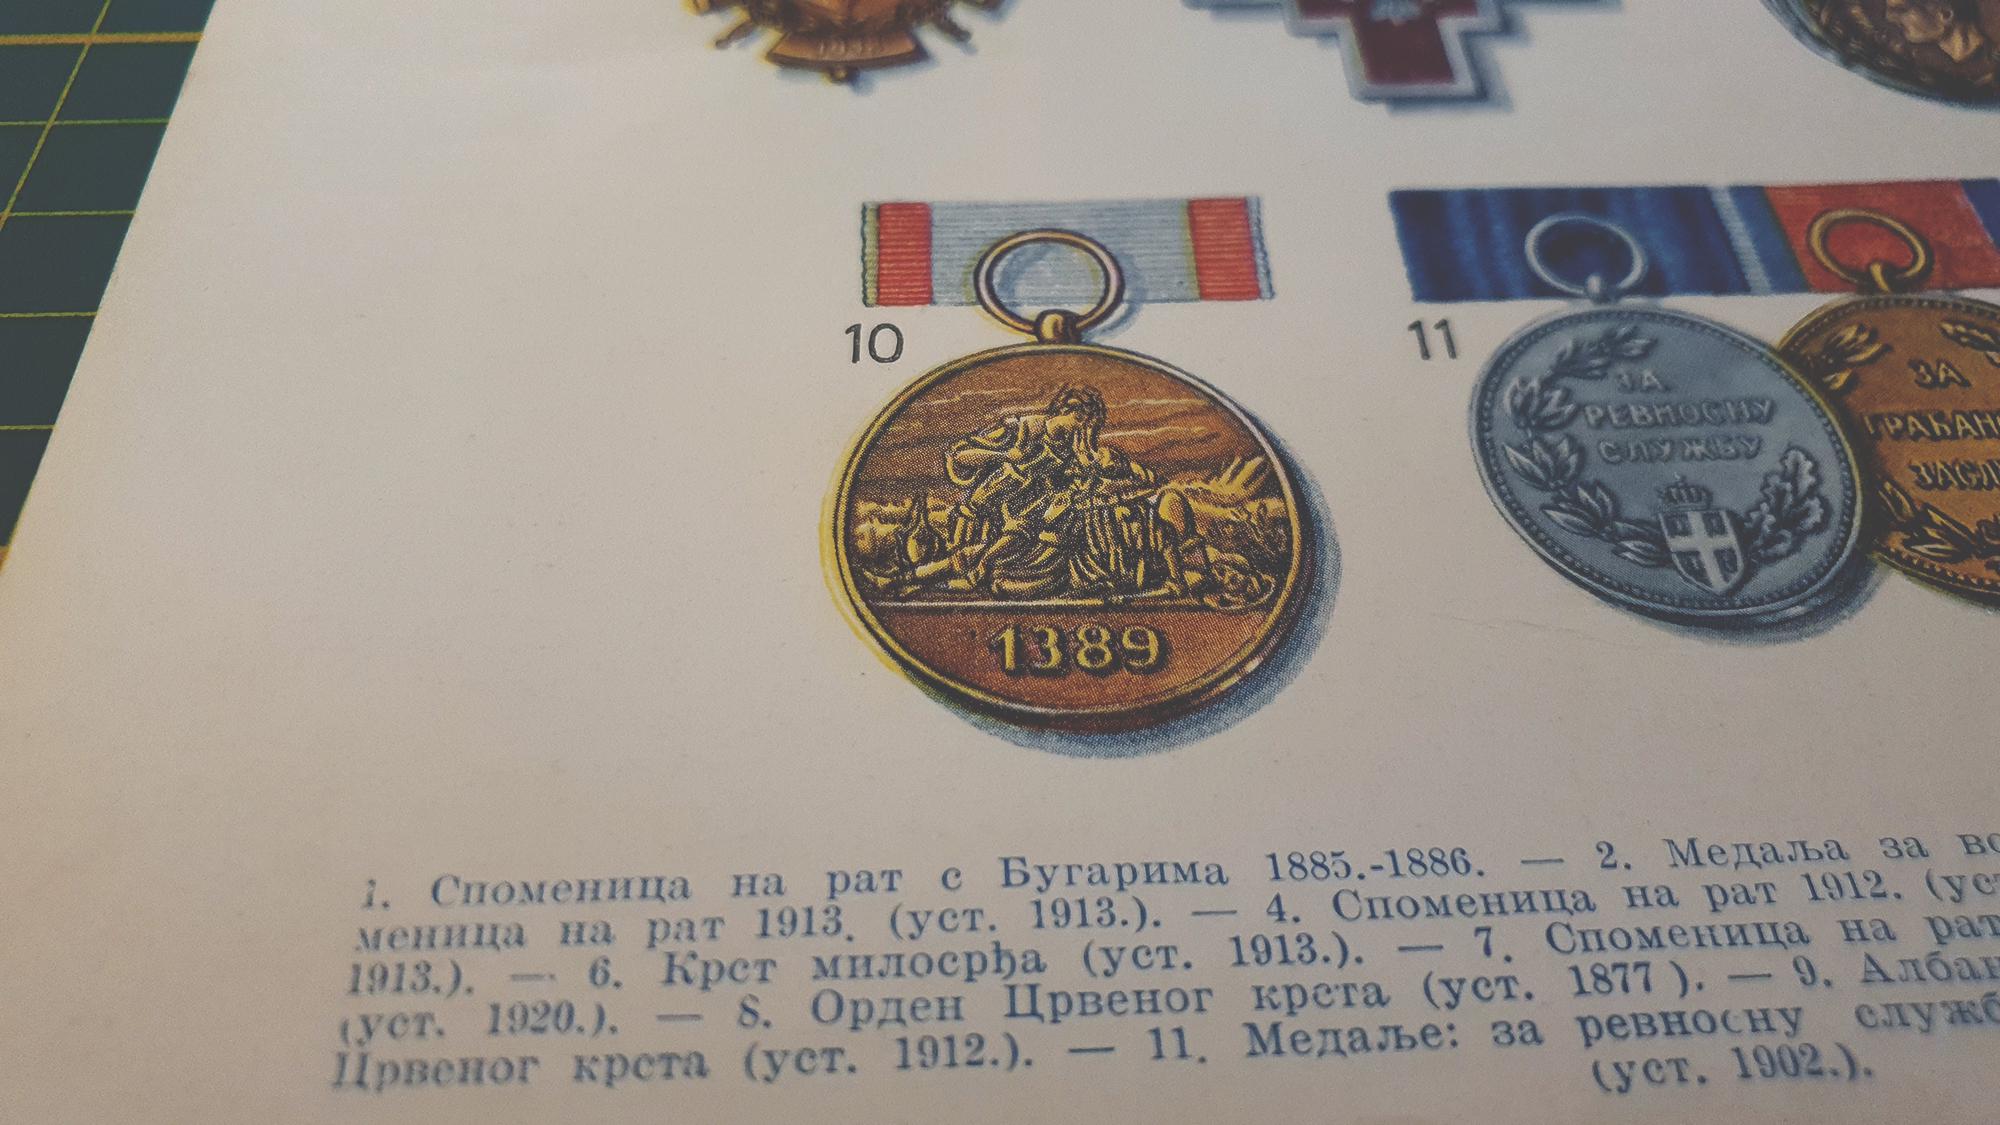 10
1389
11
ЗА
РЕВНОСНУ
СЛУЖБУ
ЗА
1. Споменица на рат с Бугарима 1885.-1886. — 2. Медаља за
меница на рат 1913. (уст. 1913.). — 4. Споменица на рат 1912.
1913.). — 6. Крст милосрђа (уст. 1913.). — 7. Споменица на рат
(уст. 1920.). — 8. Орден Црвеног крста (уст. 1877 ). — 9.
Црвеног крста (уст. 1912.). — 11. Медаље: за ревносну
(уст. 1902.).